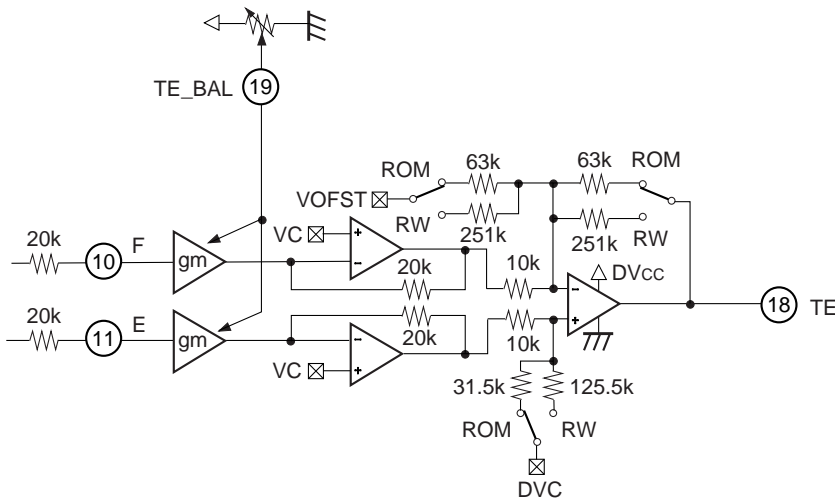 TE_BAL
19
ROM
63k
63k
ROM
VOFST
RW
251k
251k
RW
20k
10
F
gm
VC
+
-
20k
10k
-
+
DVCC
18
TE
20k
11
E
gm
20k
10k
VC
-
+
31.5k
125.5k
ROM
RW
DVC